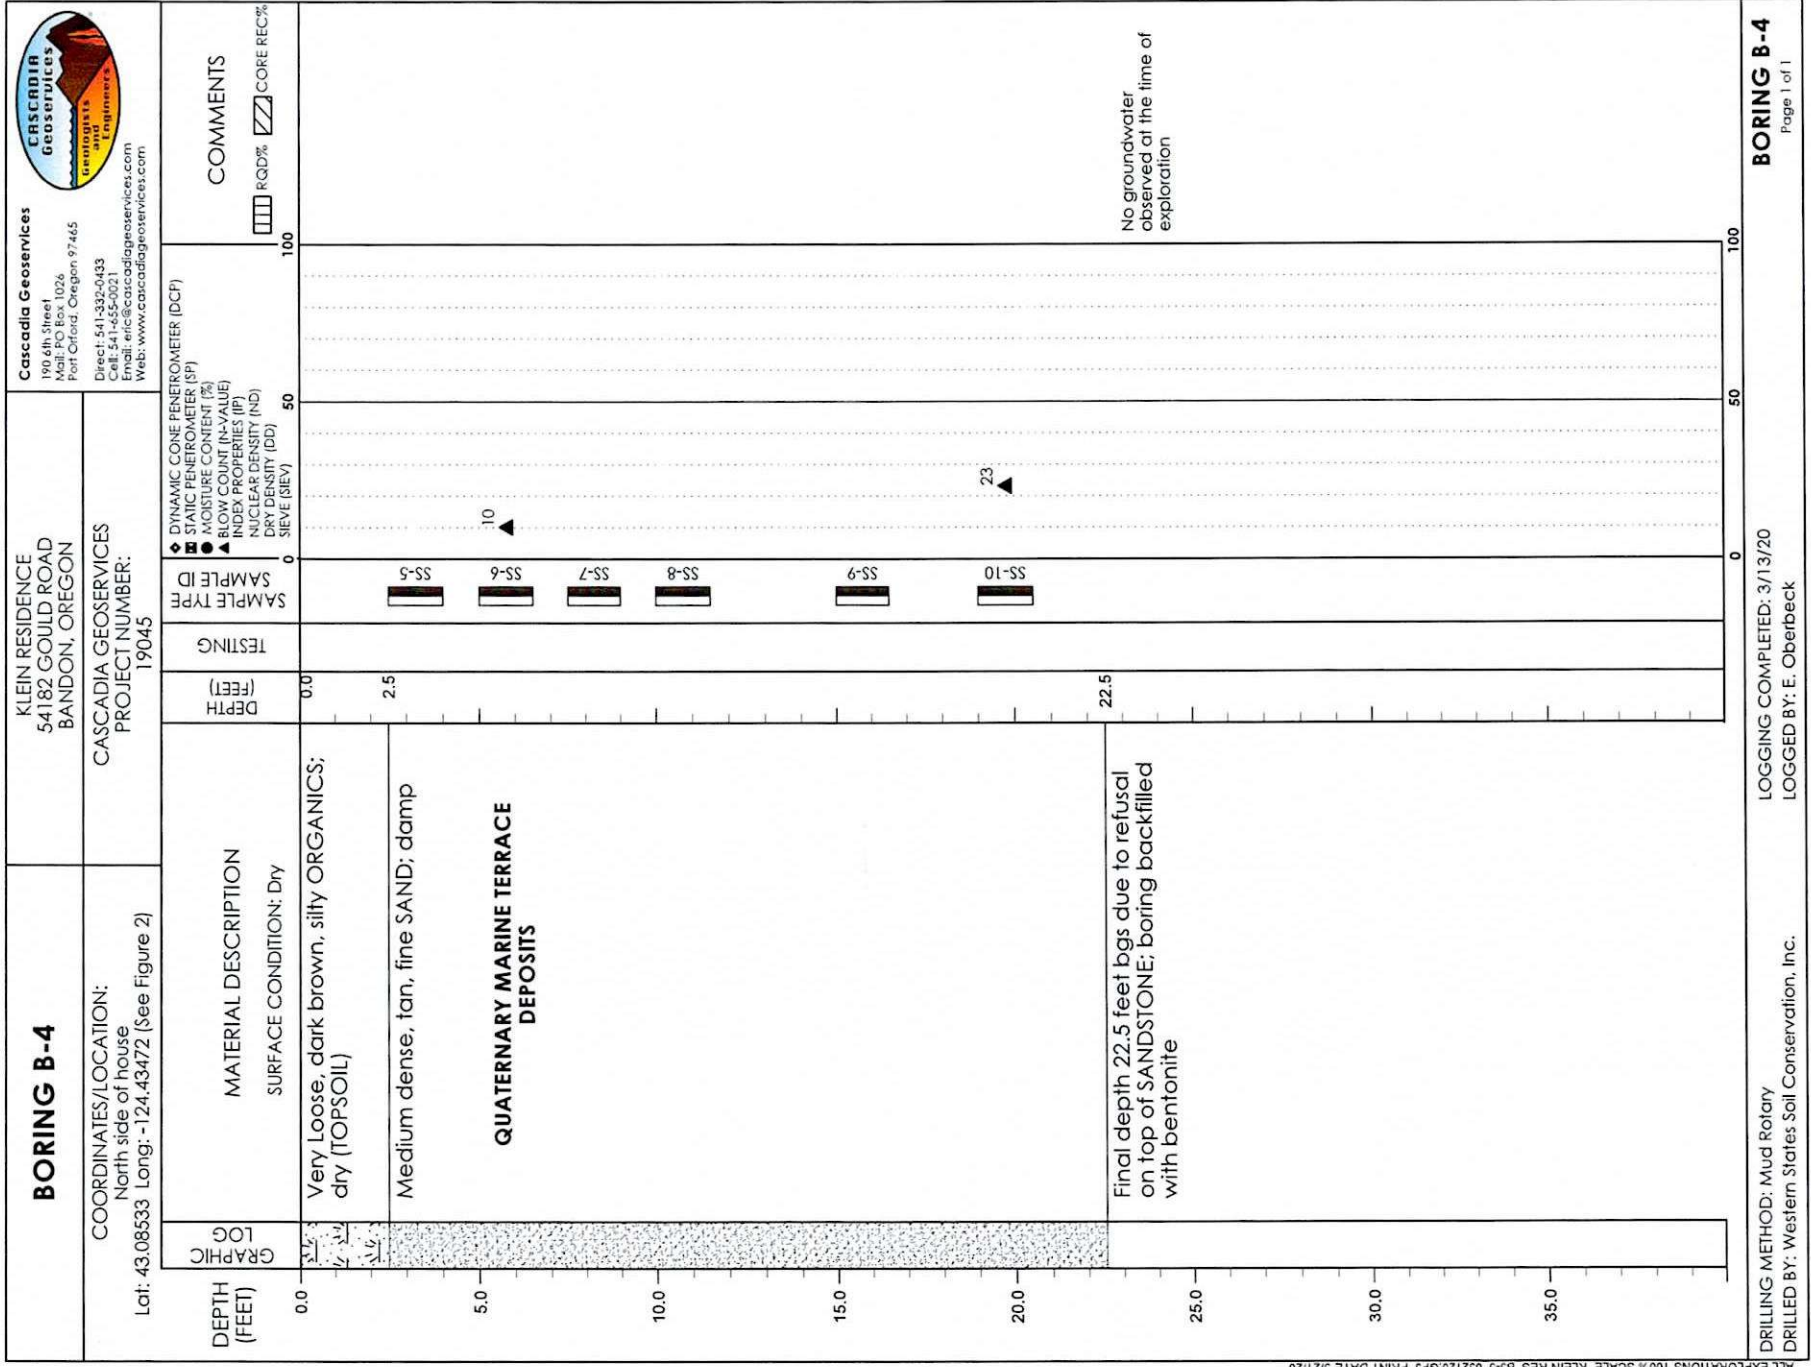 BORING B-4
KLEIN RESIDENCE
54182 GOULD ROAD
BANDON, OREGON
COORDINATES/LOCATION:
North side of house
Lat: 43.08533 Long: -124.43472 (See Figure 2)
CASCADIA GEOSERVICES
PROJECT NUMBER:
19045
Cascadia Geoservices
190 6th Street
Mail: PO Box 1026
Port Orford, Oregon 97465
Direct: 541-332-0433
Cell: 541-655-0021
Email: eric@cascadiageoservices.com
Web: www.cascadiageoservices.com
CASCADIA
Geoservices
Geologists
and
Engineers
DEPTH
(FEET)
GRAPHIC
LOG
MATERIAL DESCRIPTION
SURFACE CONDITION: Dry
DEPTH
(FEET)
TESTING
SAMPLE TYPE
SAMPLE ID
DYNAMIC CONE PENETROMETER (DCP)
STATIC PENETROMETER (SP)
MOISTURE CONTENT (%)
BLOW COUNT (N-VALUE)
INDEX PROPERTIES (IP)
NUCLEAR DENSITY (ND)
DRY DENSITY (DD)
SIEVE (SIEV)
0 50 100
COMMENTS
RQD% CORE REC%
0.0
Very Loose, dark brown, silty ORGANICS;
dry (TOPSOIL)
0.0
2.5
Medium dense, tan, fine SAND; damp
SS-5
5.0
QUATERNARY MARINE TERRACE
DEPOSITS
SS-6
10
SS-7
10.0
SS-8
15.0
SS-9
20.0
SS-10
23
22.5
Final depth 22.5 feet bgs due to refusal
on top of SANDSTONE; boring backfilled
with bentonite
No groundwater
observed at the time of
exploration
25.0
30.0
35.0
0 50 100
DRILLING METHOD: Mud Rotary
DRILLED BY: Western States Soil Conservation, Inc.
LOGGING COMPLETED: 3/13/20
LOGGED BY: E. Oberbeck
BORING B-4
Page 1 of 1